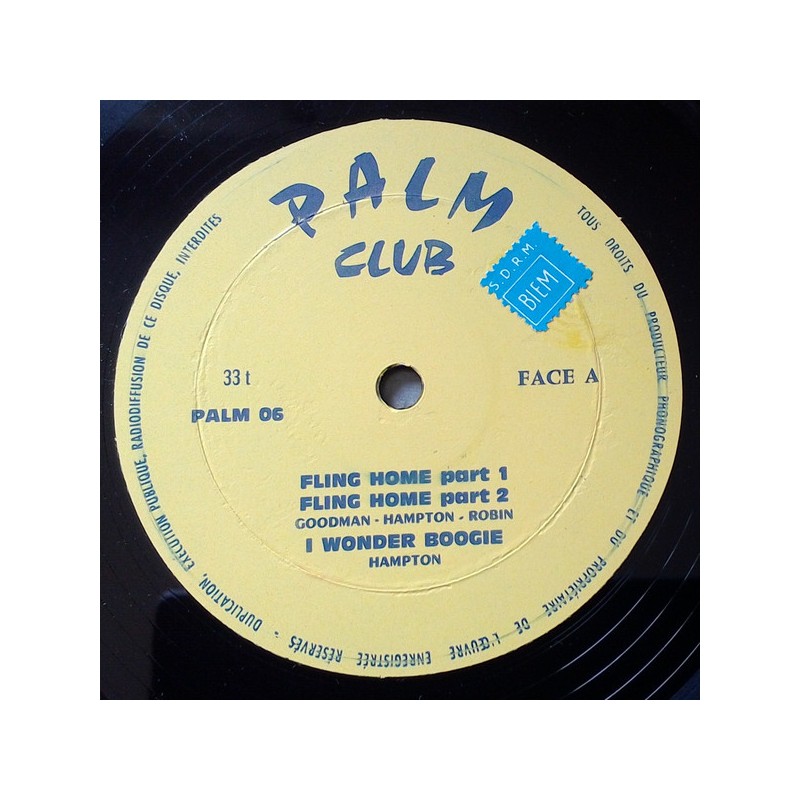 PALM
CLUB
S.D.R.M.
BIEM
33 t
FACE A
PALM 06
FLING HOME part 1
FLING HOME part 2
GOODMAN - HAMPTON - ROBIN
I WONDER BOOGIE
HAMPTON
TOUS DROITS DU PRODUCTEUR PHONOGRAPHIQUE ET DU PROPRIÉTAIRE DE L'ŒUVRE ENREGISTRÉE RÉSERVÉS - DUPLICATION, EXÉCUTION PUBLIQUE, RADIODIFFUSION DE CE DISQUE, INTERDITES